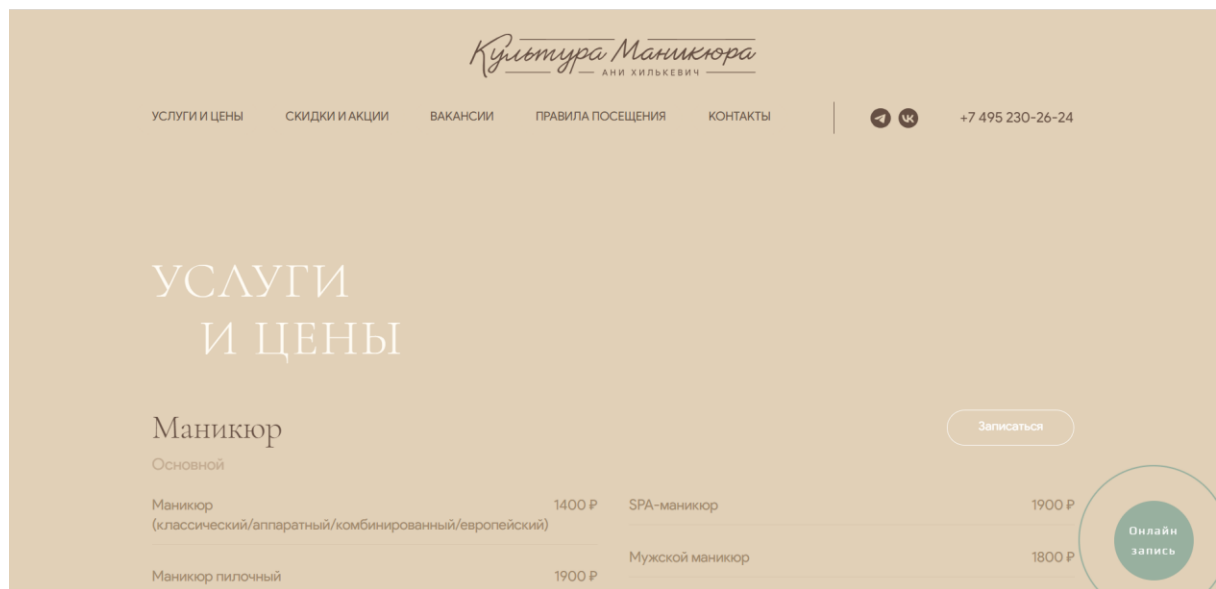 Культура Маникюра
АНИ ХИЛЬКЕВИЧ
УСЛУГИ И ЦЕНЫ СКИДКИ И АКЦИИ ВАКАНСИИ ПРАВИЛА ПОСЕЩЕНИЯ КОНТАКТЫ +7 495 230-26-24
УСЛУГИ
И ЦЕНЫ
Маникюр
Записаться
Основной
Маникюр 1400 ₽
(классический/аппаратный/комбинированный/европейский)
Маникюр пилочный 1900 ₽
SPA-маникюр 1900 ₽
Мужской маникюр 1800 ₽
Онлайн
запись